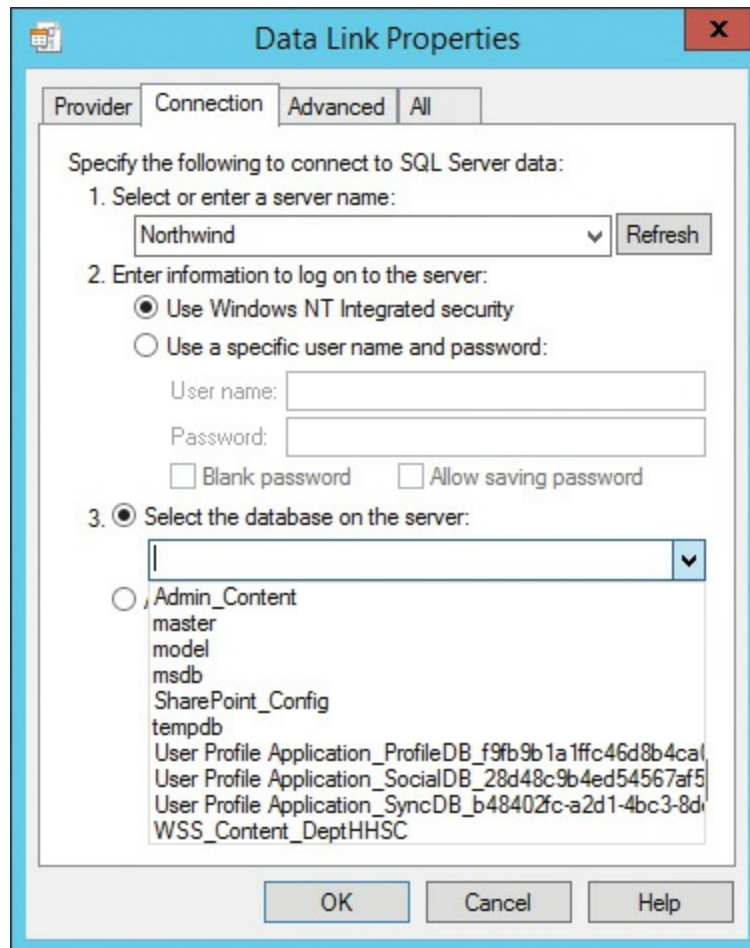 Data Link Properties
x
Provider Connection Advanced All
Specify the following to connect to SQL Server data:
1. Select or enter a server name:
Northwind Refresh
2. Enter information to log on to the server:
Use Windows NT Integrated security
Use a specific user name and password:
User name:
Password:
Blank password Allow saving password
3. Select the database on the server:
Admin_Content
master
model
msdb
SharePoint_Config
tempdb
User Profile Application_ProfileDB_f9fb9b1a1ffc46d8b4ca
User Profile Application_SocialDB_28d48c9b4ed54567af5
User Profile Application_SyncDB_b48402fc-a2d1-4bc3-8d
WSS_Content_DeptHHSC
OK Cancel Help